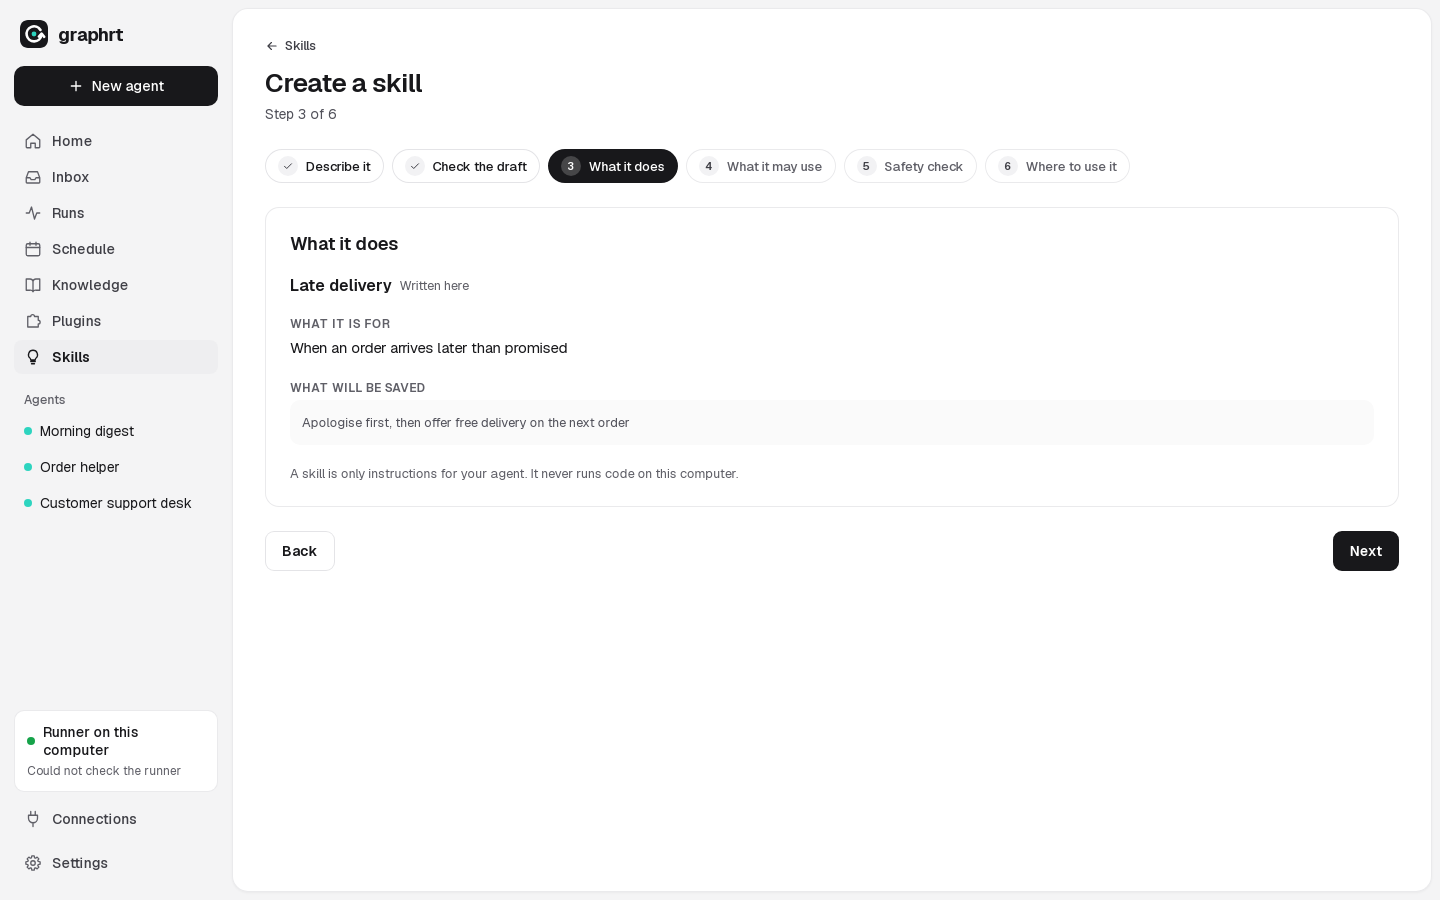 graphrt
New agent
Home
Inbox
Runs
Schedule
Knowledge
Plugins
Skills
Agents
Morning digest
Order helper
Customer support desk
Runner on this
computer
Could not check the runner
Connections
Settings
Skills
Create a skill
Step 3 of 6
Describe it
Check the draft
3 What it does
4 What it may use
5 Safety check
6 Where to use it
What it does
Late delivery Written here
WHAT IT IS FOR
When an order arrives later than promised
WHAT WILL BE SAVED
Apologise first, then offer free delivery on the next order
A skill is only instructions for your agent. It never runs code on this computer.
Back
Next